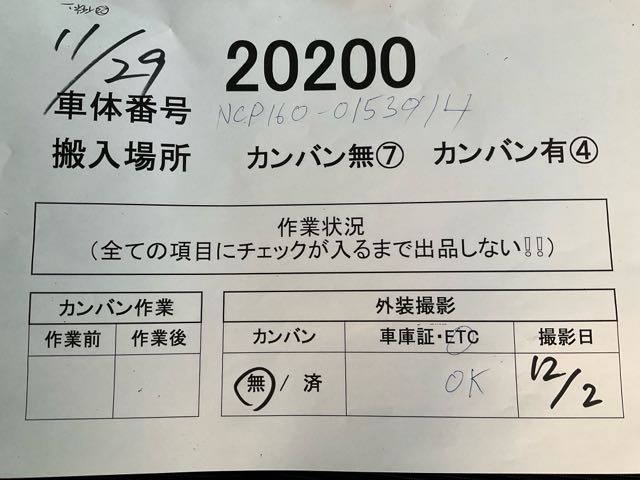 11/29
20200
車体番号 NCP160-0153914
搬入場所 カンバン無⑦ カンバン有④
作業状況
(全ての項目にチェックが入るまで出品しない!!)
カンバン作業
作業前 作業後
外装撮影
カンバン 車庫証・ETC 撮影日
無 / 済 OK 12/2